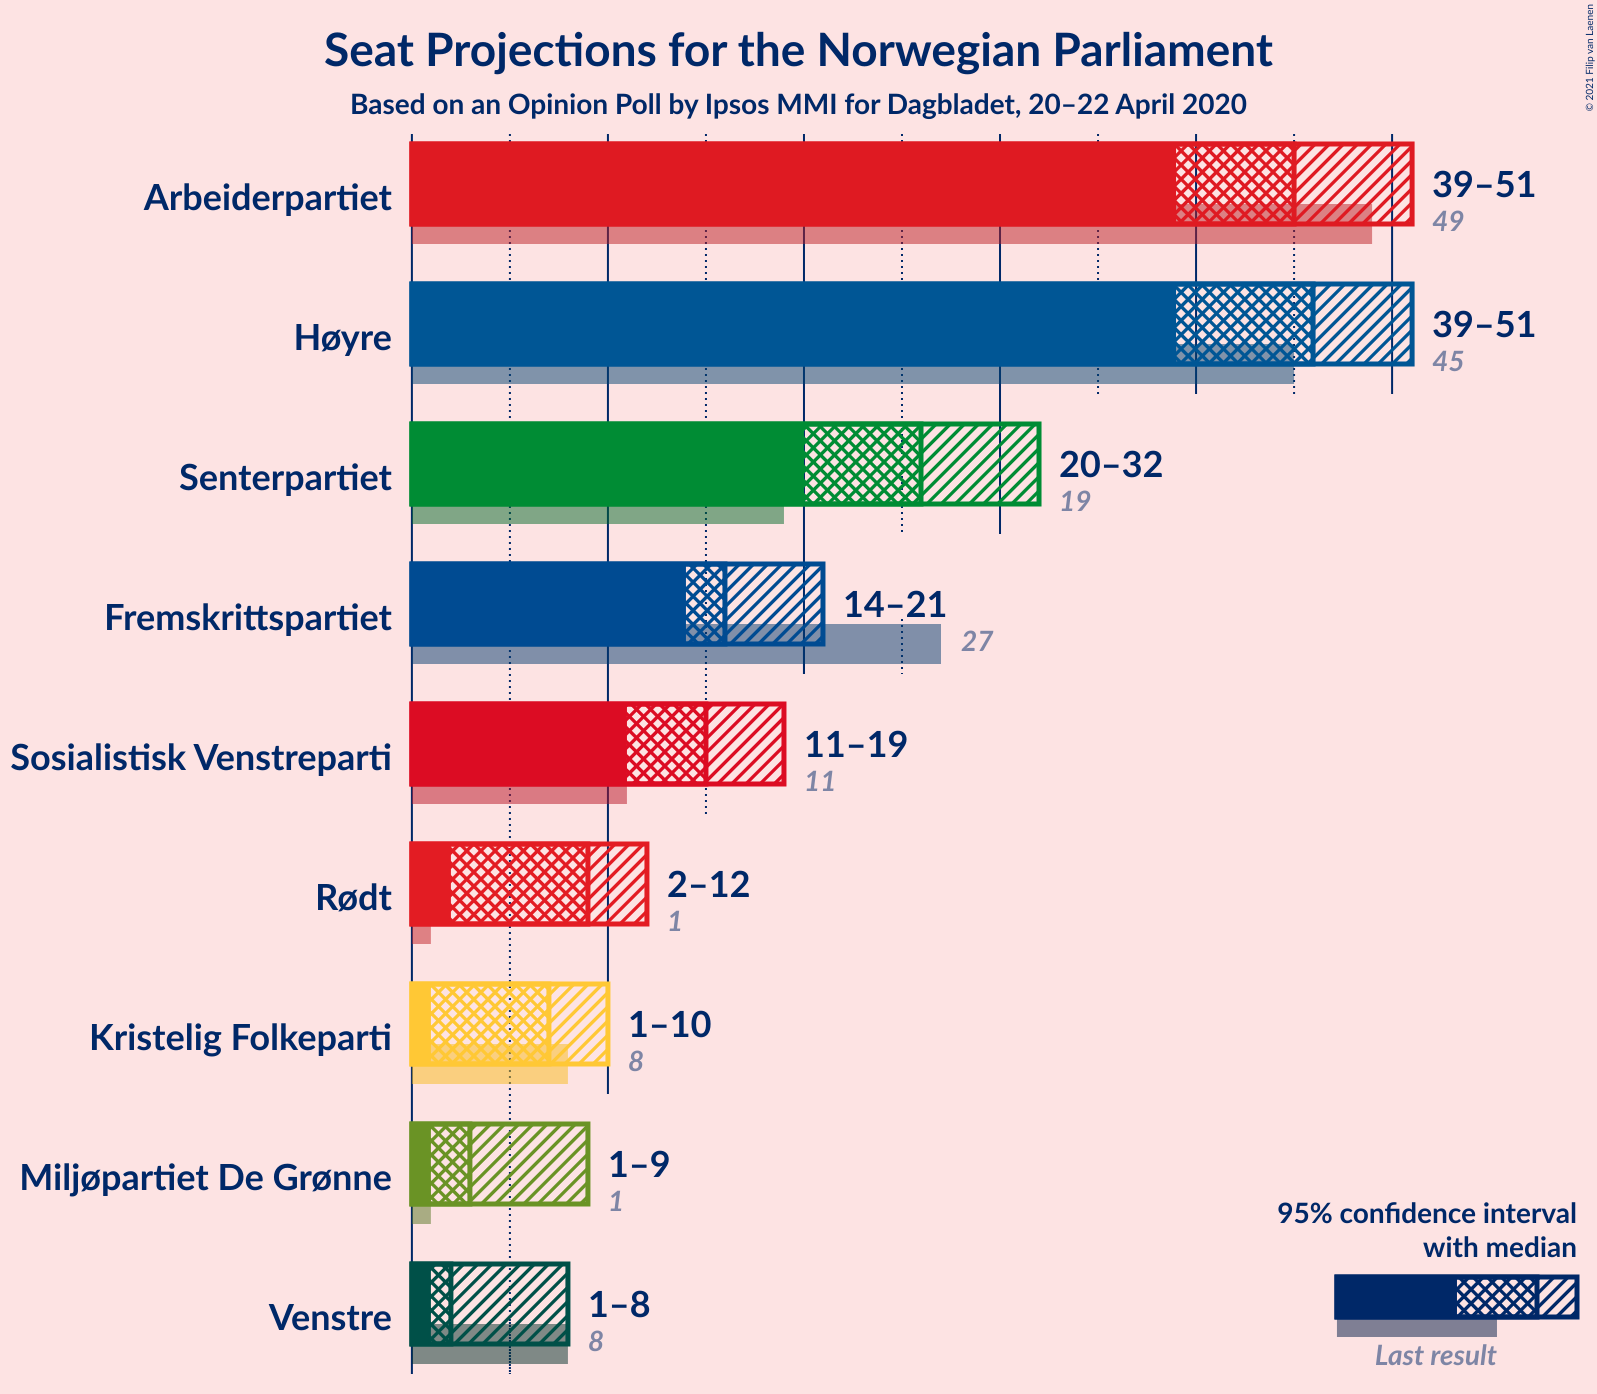 Seat Projections for the Norwegian Parliament
Based on an Opinion Poll by Ipsos MMI for Dagbladet, 20–22 April 2020
© 2021 Filip van Laenen
Arbeiderpartiet
39–51
49
Høyre
39–51
45
Senterpartiet
20–32
19
Fremskrittspartiet
14–21
27
Sosialistisk Venstreparti
11–19
11
Rødt
2–12
1
Kristelig Folkeparti
1–10
8
Miljøpartiet De Grønne
1–9
1
Venstre
1–8
8
95% confidence interval
with median
Last result